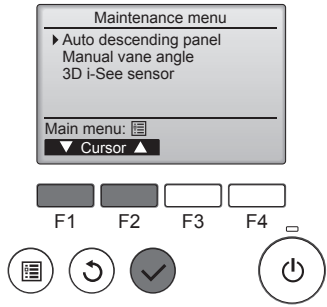 Maintenance menu
Auto descending panel
Manual vane angle
3D i-See sensor
Main menu:
Cursor
F1 F2 F3 F4